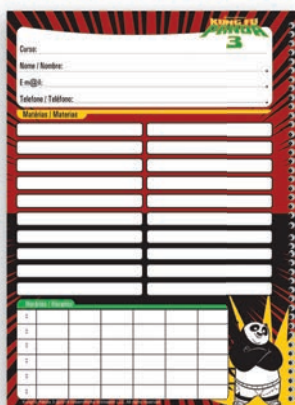 KUNG FU
PANDA
3
Curso:
Nome / Nombre:
E-m@il:
Telefone / Teléfono:
Matérias / Materias
Horários / Horarios